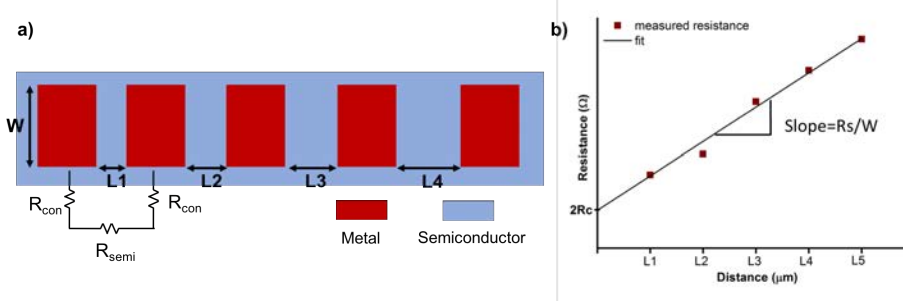 a)
W
L1
L2
L3
L4
Rcon
Rcon
Rsemi
Metal
Semiconductor
b)
measured resistance
fit
Resistance(Ω)
Slope=Rs/W
2Rc
L1
L2
L3
L4
L5
Distance (µm)